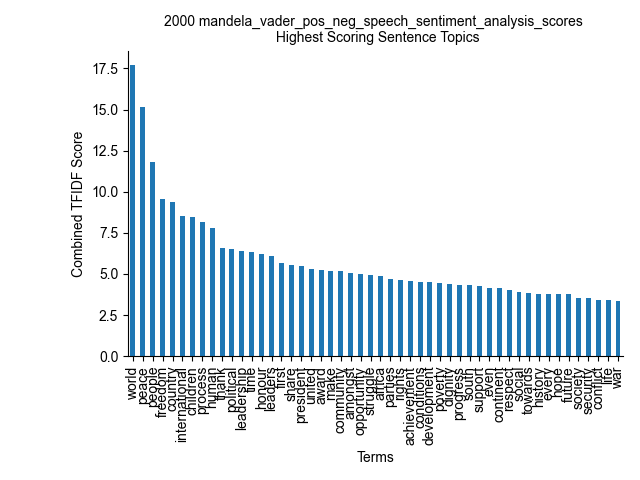 2000 mandela_vader_pos_neg_speech_sentiment_analysis_scores
Highest Scoring Sentence Topics
Combined TFIDF Score
17.5
15.0
12.5
10.0
7.5
5.0
2.5
0.0
world
peace
people
freedom
country
international
children
process
human
thank
political
leadership
time
honour
leaders
first
share
president
united
award
make
community
amongst
opportunity
struggle
africa
parties
rights
achievement
conditions
development
poverty
dignity
progress
south
support
even
continent
respect
social
towards
history
every
hope
future
society
security
conflict
life
war
Terms